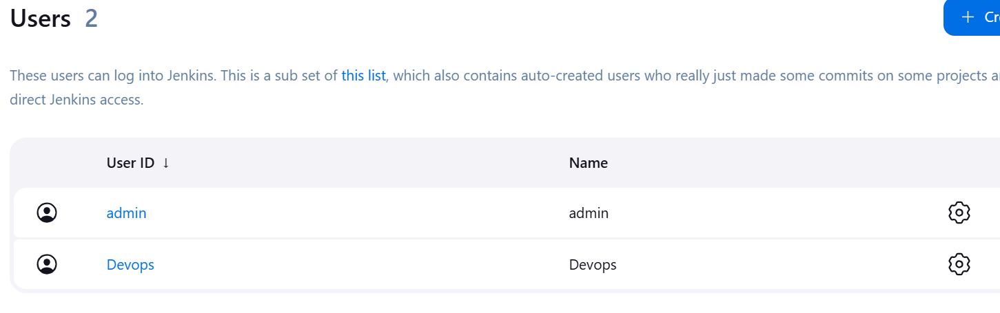 Users 2
+ Cr
These users can log into Jenkins. This is a sub set of this list, which also contains auto-created users who really just made some commits on some projects
direct Jenkins access.
User ID ↓ Name
admin admin
Devops Devops